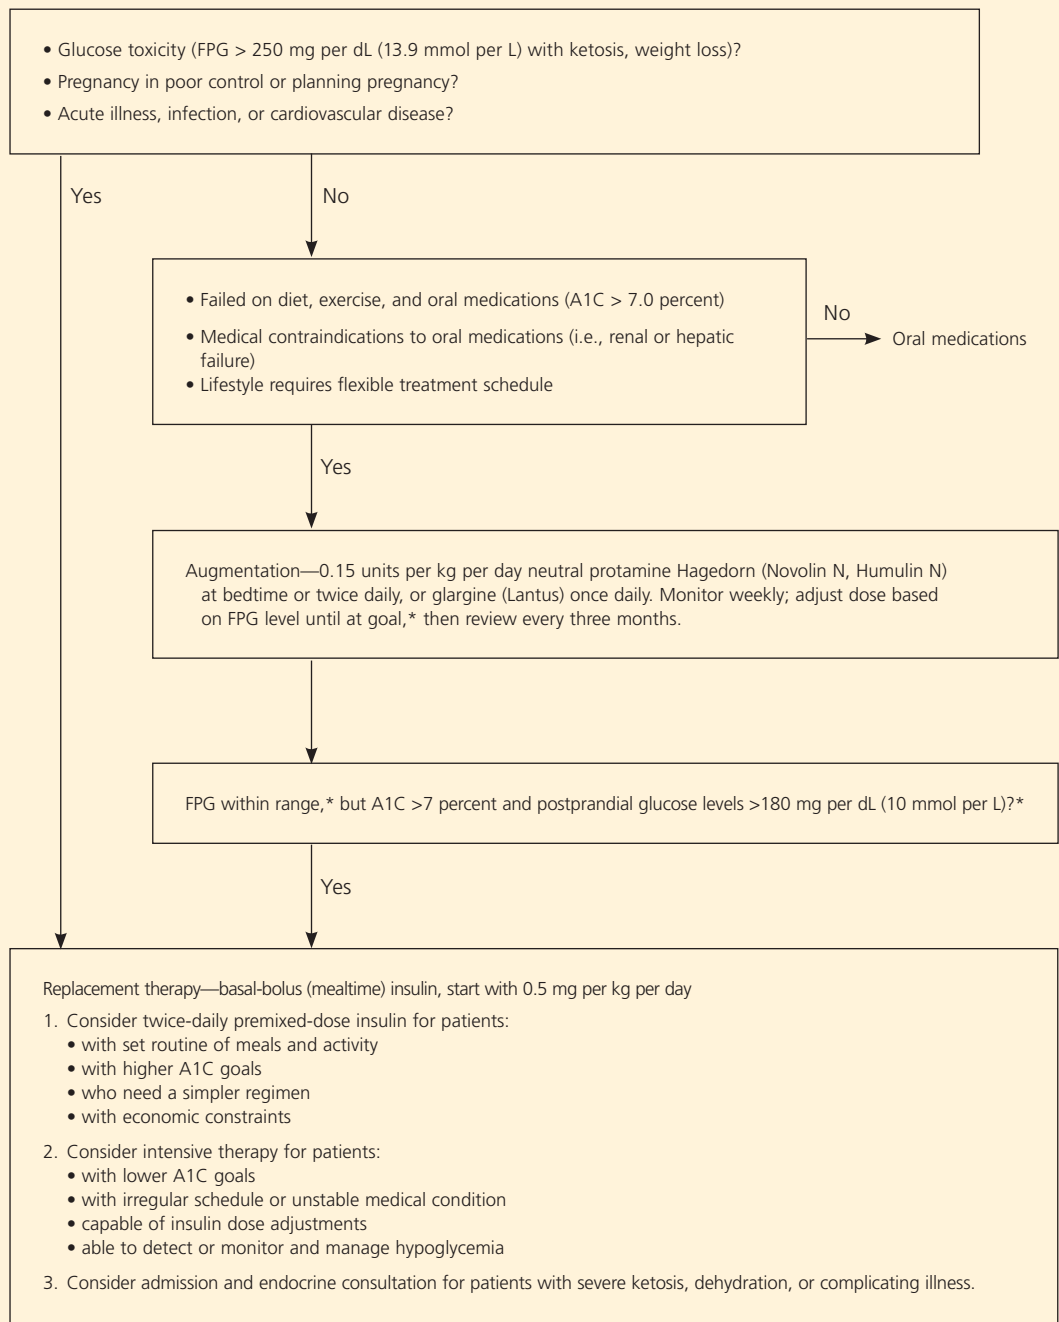 • Glucose toxicity (FPG > 250 mg per dL (13.9 mmol per L) with ketosis, weight loss)?
• Pregnancy in poor control or planning pregnancy?
• Acute illness, infection, or cardiovascular disease?
Yes
No
• Failed on diet, exercise, and oral medications (A1C > 7.0 percent)
• Medical contraindications to oral medications (i.e., renal or hepatic
failure)
• Lifestyle requires flexible treatment schedule
No
Oral medications
Yes
Augmentation—0.15 units per kg per day neutral protamine Hagedorn (Novolin N, Humulin N)
at bedtime or twice daily, or glargine (Lantus) once daily. Monitor weekly; adjust dose based
on FPG level until at goal,* then review every three months.
FPG within range,* but A1C >7 percent and postprandial glucose levels >180 mg per dL (10 mmol per L)?*
Yes
Replacement therapy—basal-bolus (mealtime) insulin, start with 0.5 mg per kg per day
1. Consider twice-daily premixed-dose insulin for patients:
• with set routine of meals and activity
• with higher A1C goals
• who need a simpler regimen
• with economic constraints
2. Consider intensive therapy for patients:
• with lower A1C goals
• with irregular schedule or unstable medical condition
• capable of insulin dose adjustments
• able to detect or monitor and manage hypoglycemia
3. Consider admission and endocrine consultation for patients with severe ketosis, dehydration, or complicating illness.